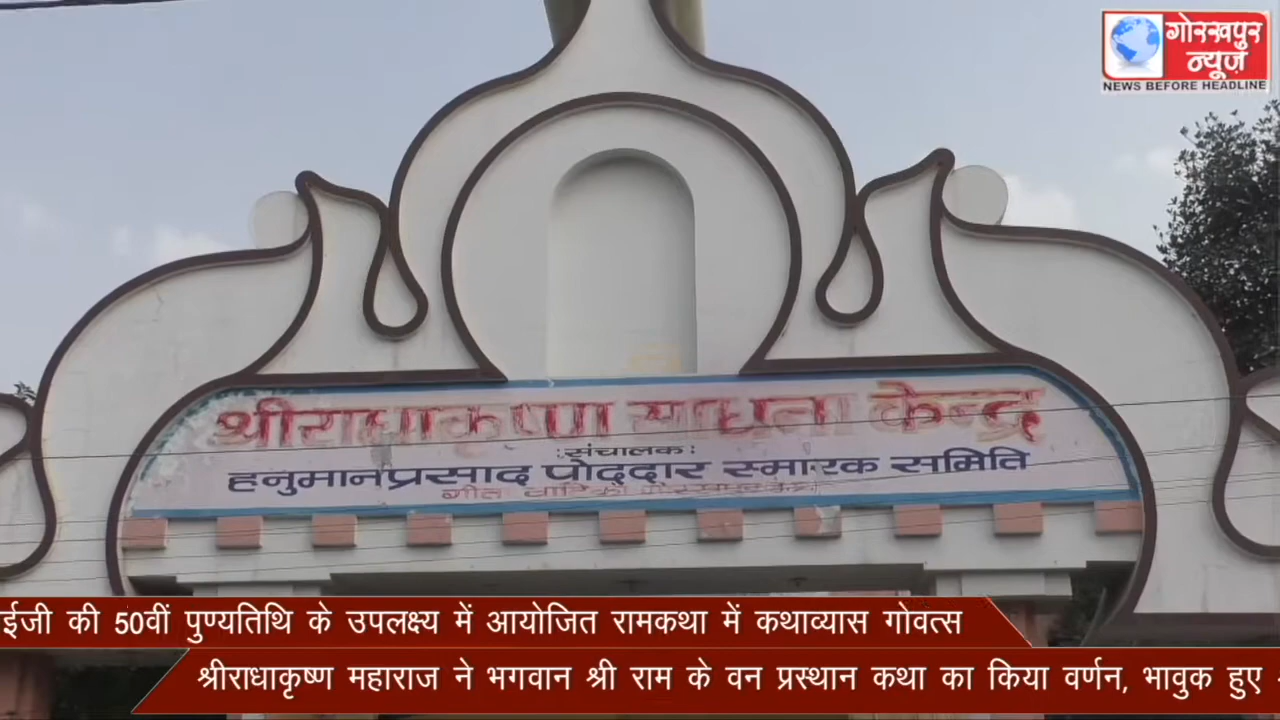 गोरखपुर
न्यूज़
NEWS BEFORE HEADLINE
श्रीराधाकृष्ण साधना केन्द्र
:संचालक:
हनुमानप्रसाद पोद्दार स्मारक समिति
गीता वाटिका गोरखपुर
ईजी की 50वीं पुण्यतिथि के उपलक्ष्य में आयोजित रामकथा में कथाव्यास गोवत्स
श्रीराधाकृष्ण महाराज ने भगवान श्री राम के वन प्रस्थान कथा का किया वर्णन, भावुक हुए